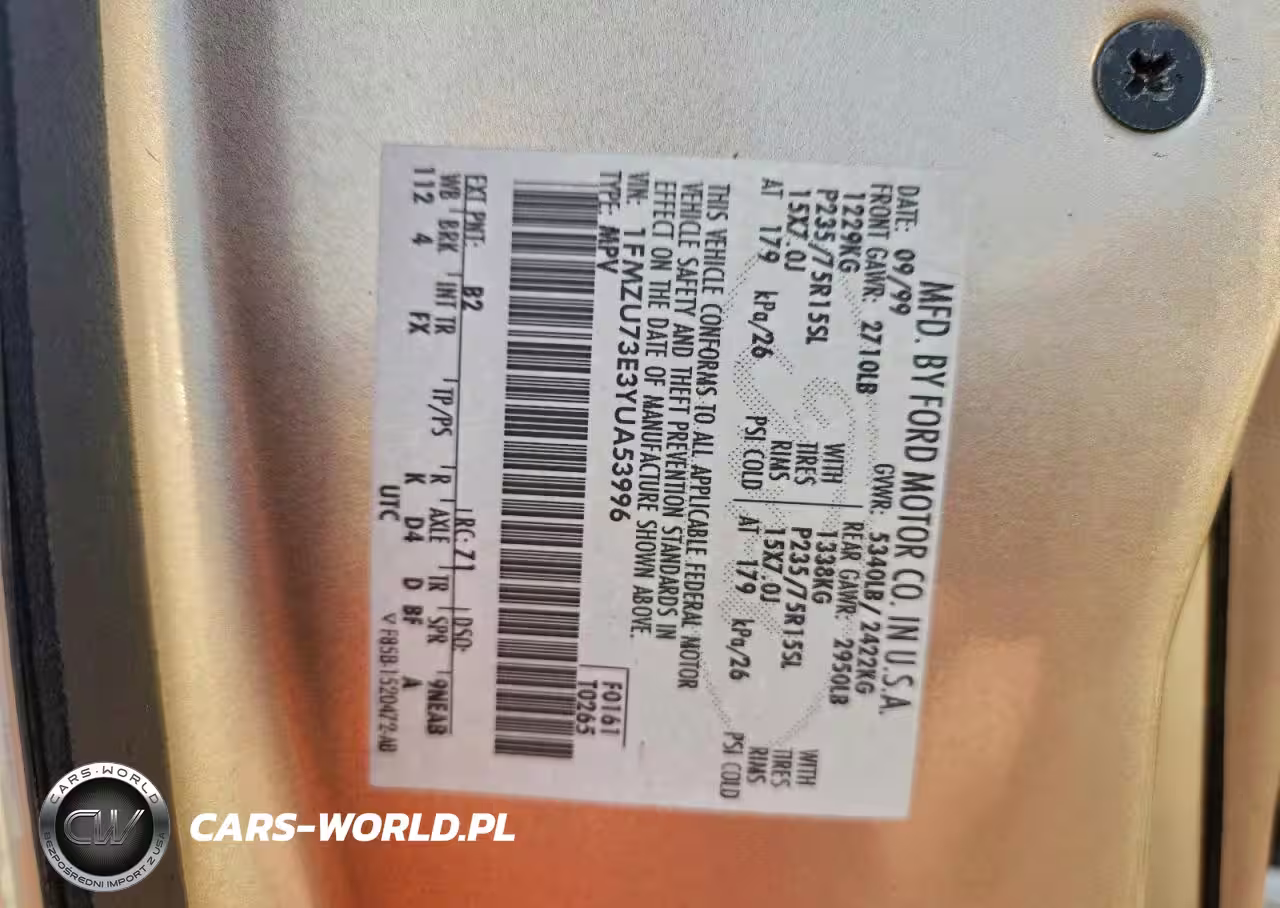 MFD. BY FORD MOTOR CO. IN U.S.A.
DATE: 09/99 GVWR: 5340LB/ 2422KG
FRONT GAWR: 2710LB REAR GAWR: 2950LB
1229KG WITH 1338KG WITH
P235/75R15SL TIRES P235/75R15SL TIRES
15X7.0J RIMS 15X7.0J RIMS
AT 179 kPa/26 PSI COLD AT 179 kPa/26 PSI COLD
THIS VEHICLE CONFORMS TO ALL APPLICABLE FEDERAL MOTOR
VEHICLE SAFETY AND THEFT PREVENTION STANDARDS IN
EFFECT ON THE DATE OF MANUFACTURE SHOWN ABOVE.
VIN: 1FMZU73E3YUA53996
TYPE: MPV
F0161
T0265
EXT PNT: B2 RC: 71 DSO:
WB BRK INT TR TP/PS R AXLE TR SPR 9NEAB
112 4 FX K D4 D BF A
UTC ▽ F85B-1520472-AB
CARS-WORLD
CW
BEZPOŚREDNI IMPORT Z USA
CARS-WORLD.PL